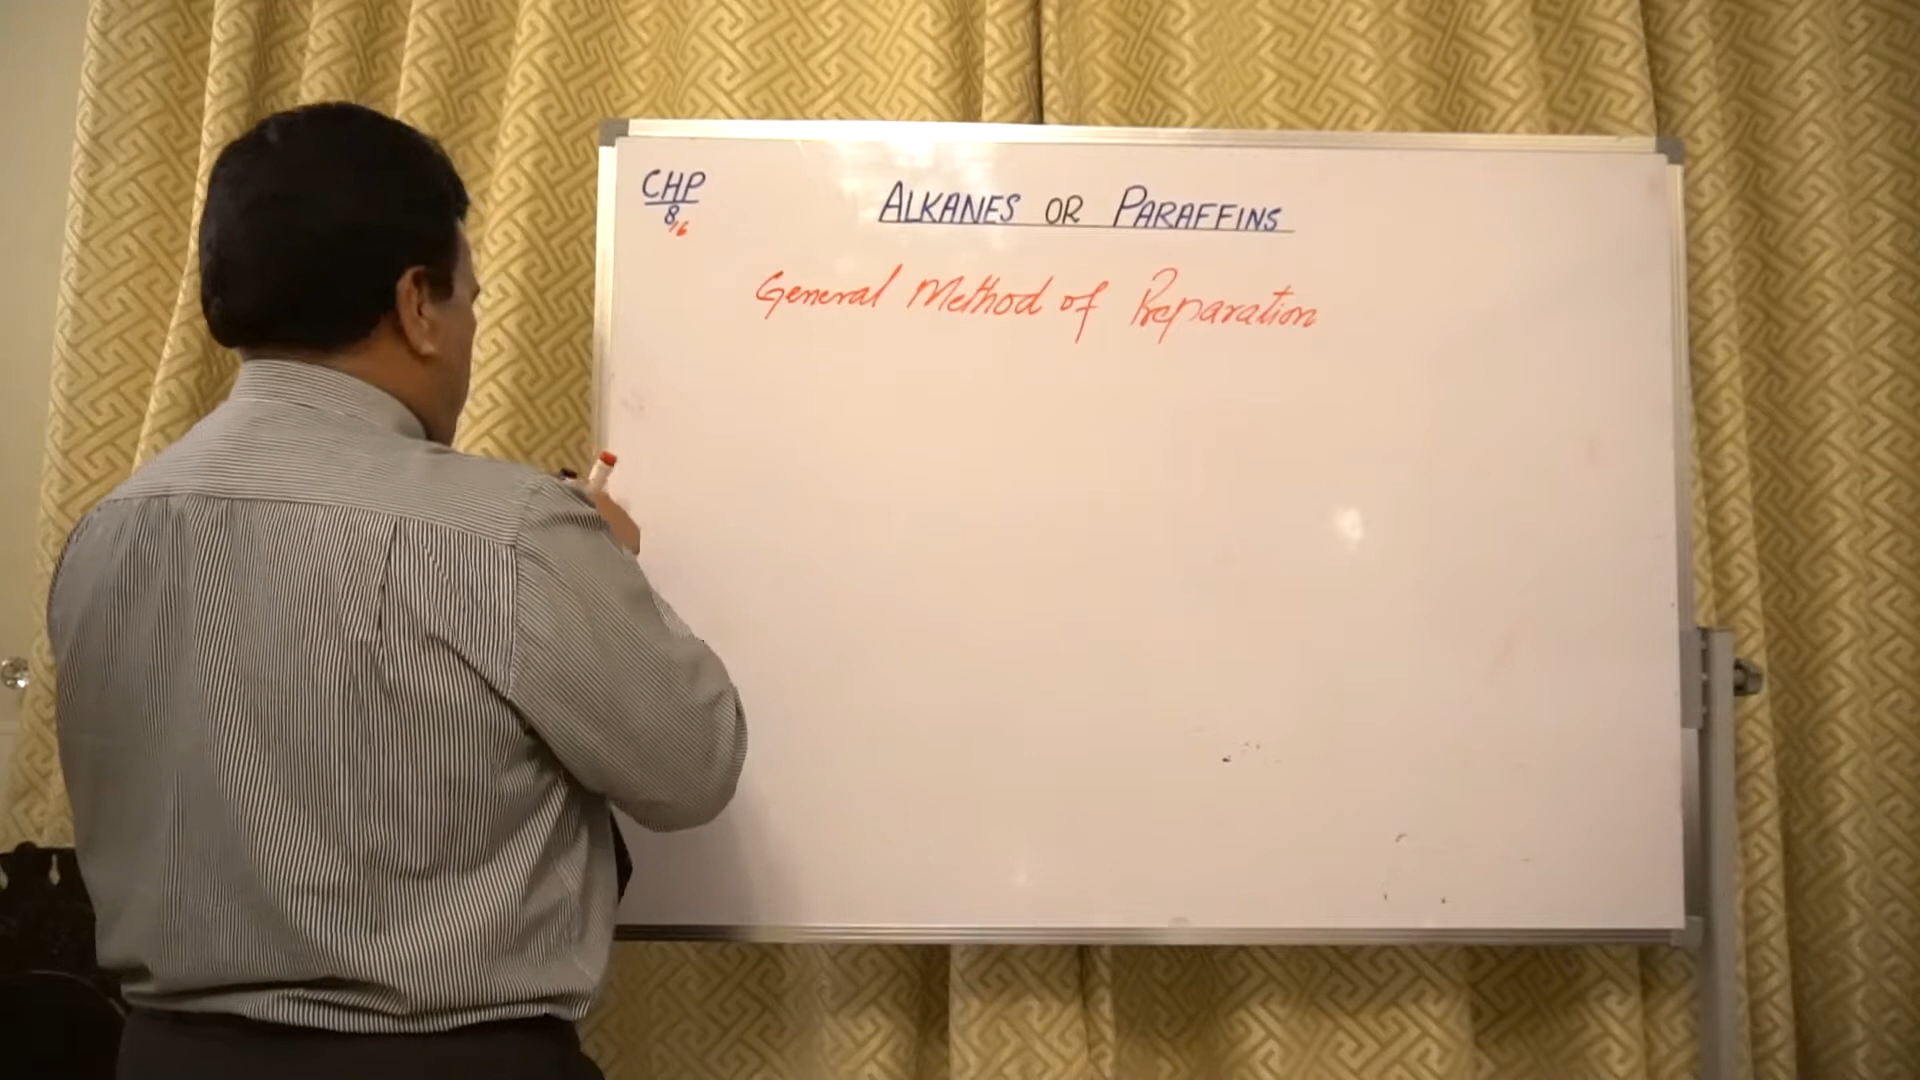 CHP
8/6
ALKANES OR PARAFFINS
General Method of Preparation